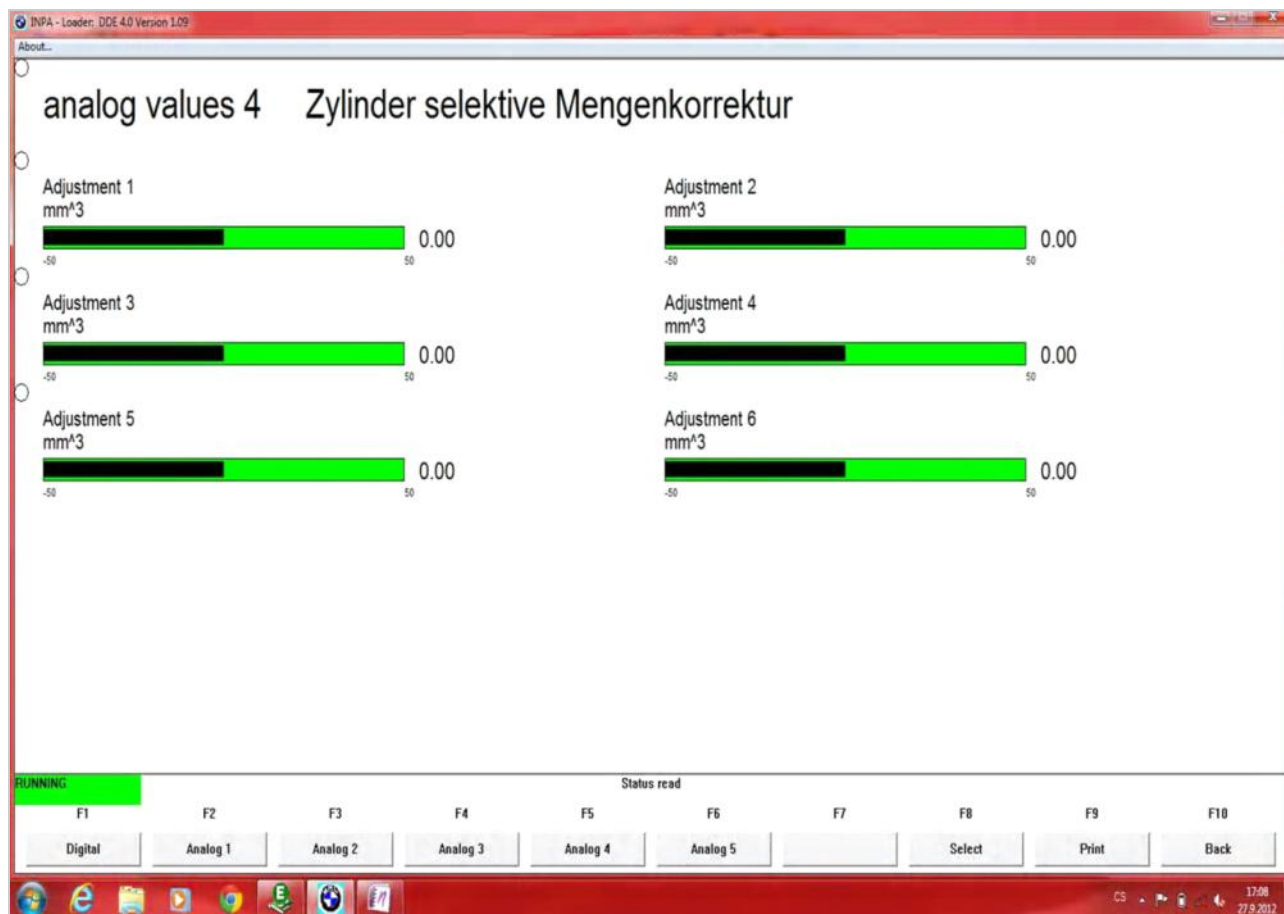 INPA - Loader: DDE 4.0 Version 1.09
About...
analog values 4 Zylinder selektive Mengenkorrektur
Adjustment 1
mm^3
0.00
-50 50
Adjustment 2
mm^3
0.00
-50 50
Adjustment 3
mm^3
0.00
-50 50
Adjustment 4
mm^3
0.00
-50 50
Adjustment 5
mm^3
0.00
-50 50
Adjustment 6
mm^3
0.00
-50 50
RUNNING Status read
F1 F2 F3 F4 F5 F6 F7 F8 F9 F10
Digital Analog 1 Analog 2 Analog 3 Analog 4 Analog 5 Select Print Back
CS 17:08
27.9.2012